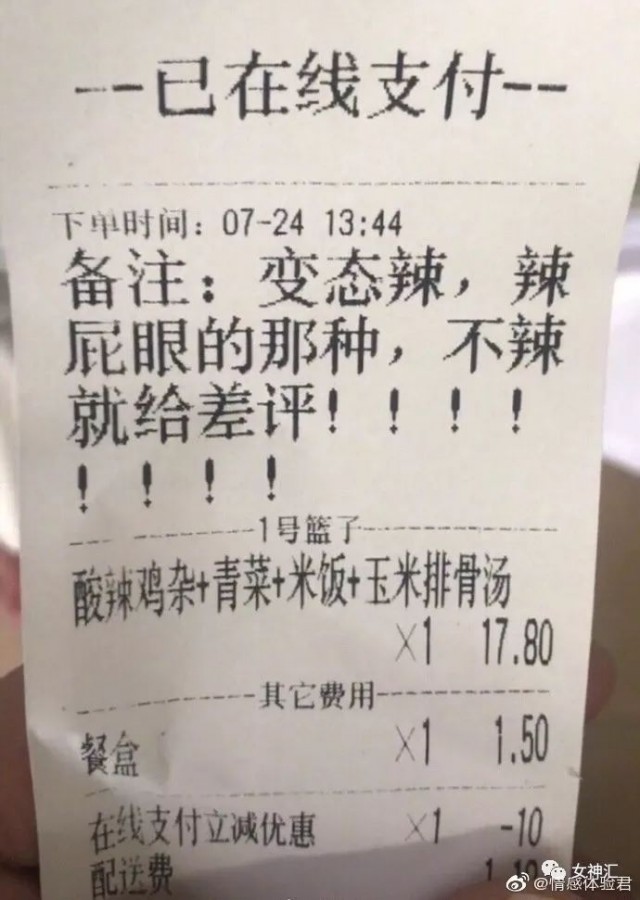 --已在线支付--
下单时间：07-24 13:44
备注：变态辣，辣
屁眼的那种，不辣
就给差评！！！！
！！！！
1号篮子
酸辣鸡杂+青菜+米饭+玉米排骨汤
×1 17.80
其它费用
餐盒 ×1 1.50
在线支付立减优惠 ×1 -10
配送费
女神汇
@情感体验君